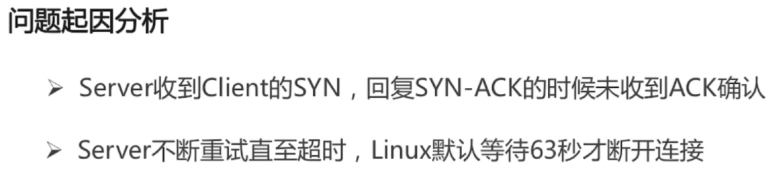 问题起因分析
➢ Server收到Client的SYN，回复SYN-ACK的时候未收到ACK确认
➢ Server不断重试直至超时，Linux默认等待63秒才断开连接